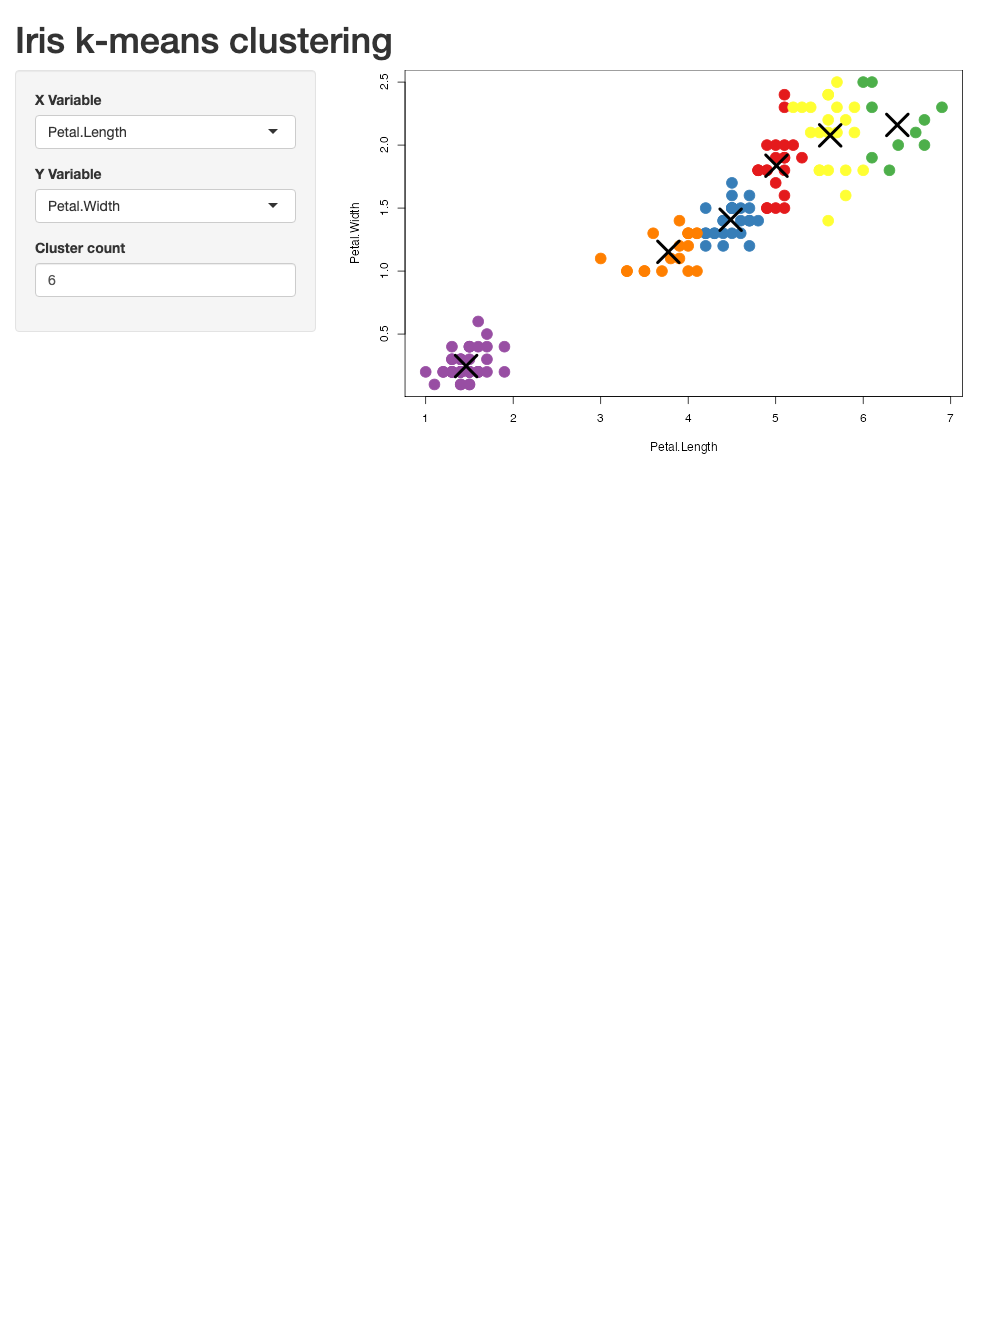 Iris k-means clustering
X Variable
Petal.Length
Y Variable
Petal.Width
Cluster count
6
Petal.Width
2.5
2.0
1.5
1.0
0.5
1 2 3 4 5 6 7
Petal.Length